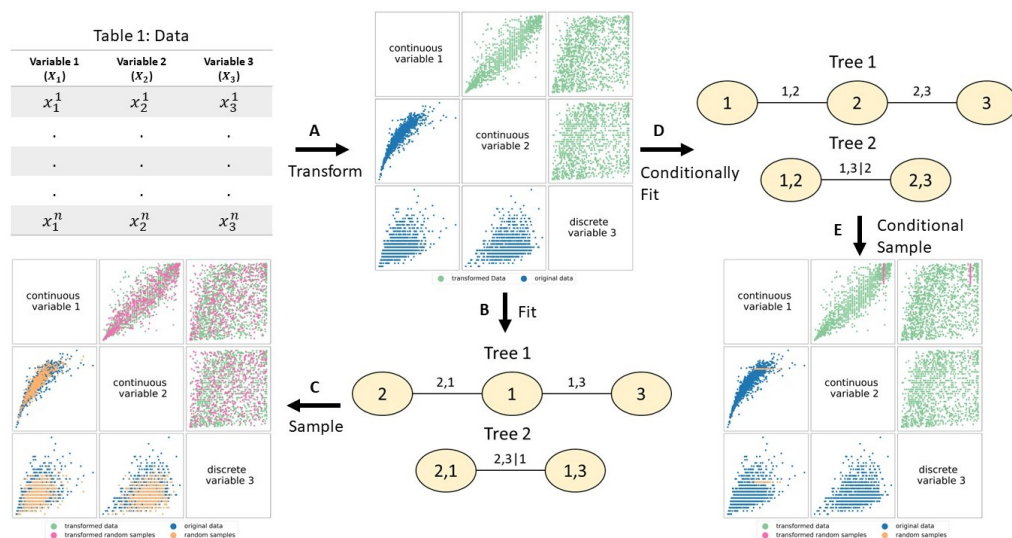 Table 1: Data
Variable 1 Variable 2 Variable 3
(X₁) (X₂) (X₃)
x₁¹ x₂¹ x₃¹
. . .
. . .
. . .
x₁ⁿ x₂ⁿ x₃ⁿ
A
Transform
continuous
variable 1
continuous
variable 2
discrete
variable 3
transformed Data original data
D
Conditionally
Fit
Tree 1
1 1,2 2 2,3 3
Tree 2
1,2 1,3|2 2,3
E Conditional
Sample
B Fit
Tree 1
2 2,1 1 1,3 3
Tree 2
2,1 2,3|1 1,3
C
Sample
continuous
variable 1
continuous
variable 2
discrete
variable 3
transformed data original data
transformed random samples random samples
continuous
variable 1
continuous
variable 2
discrete
variable 3
transformed data original data
transformed random samples random samples